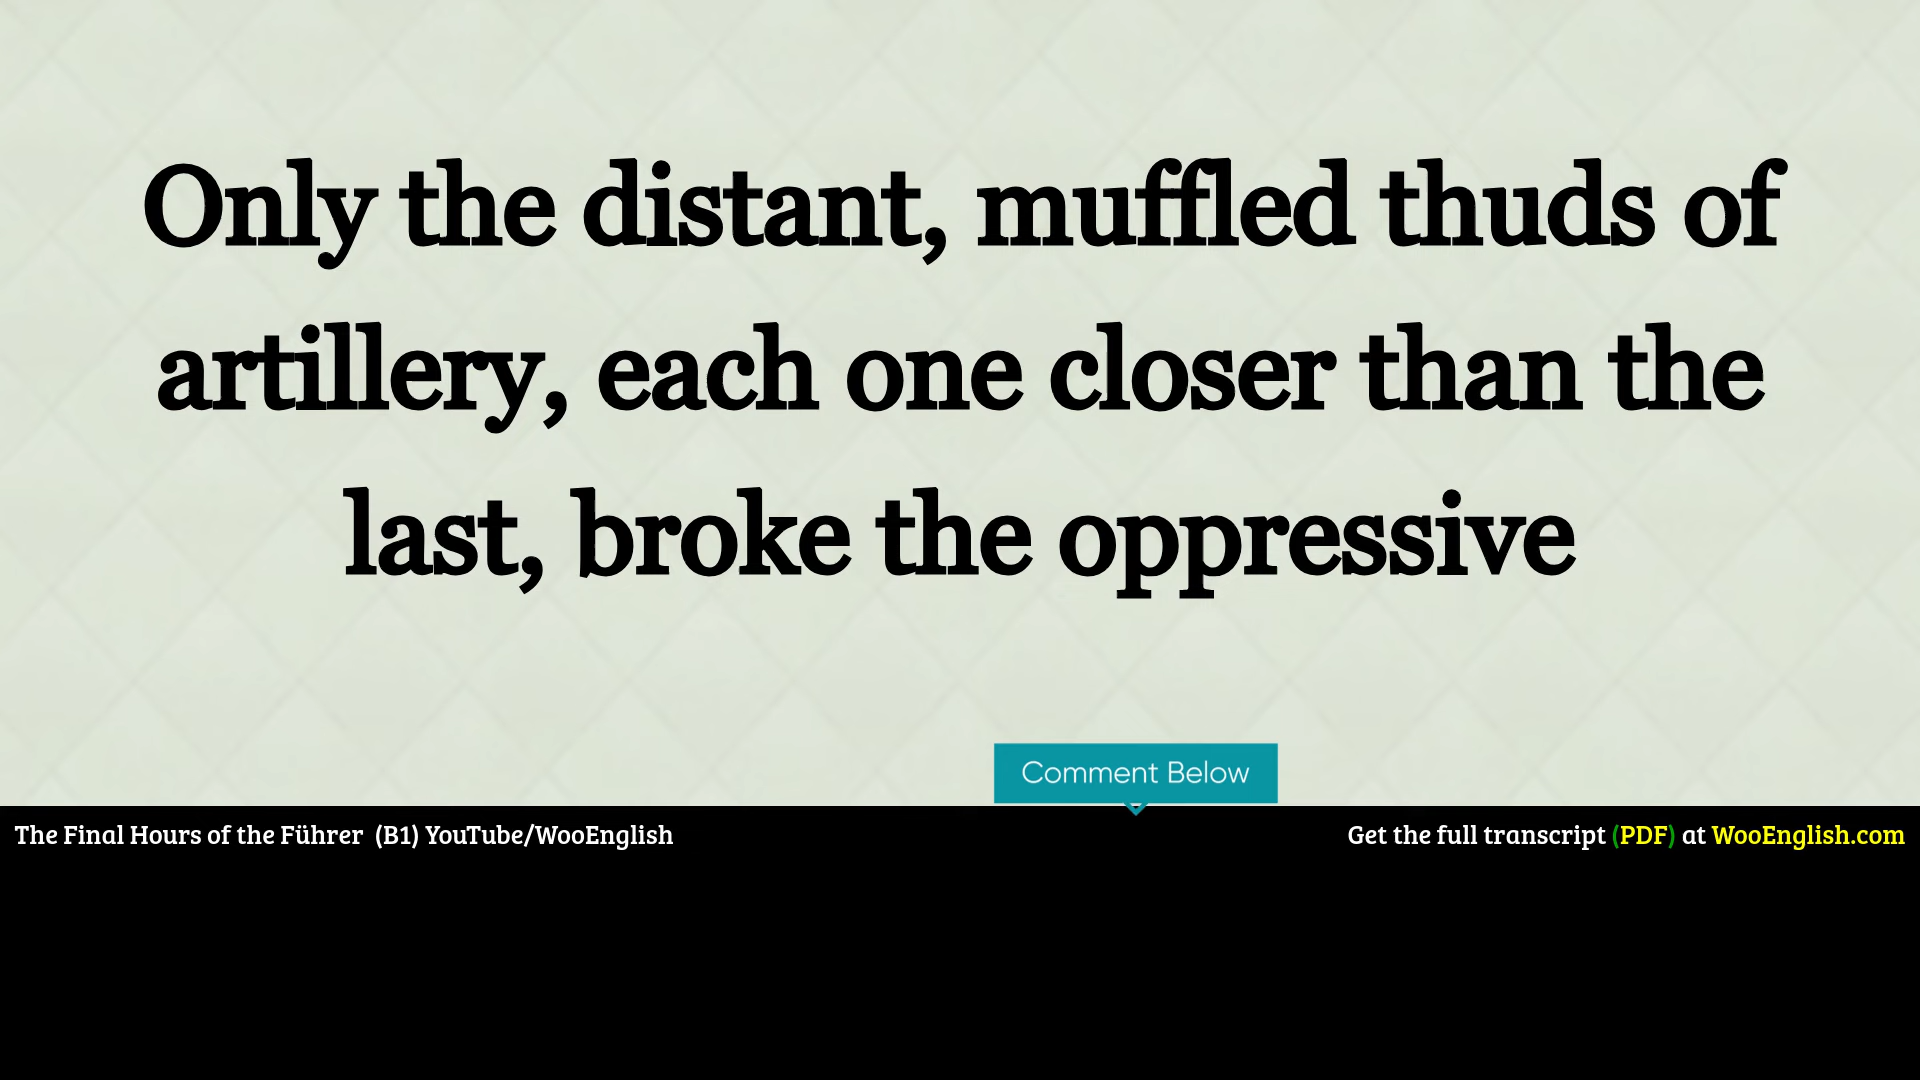 Only the distant, muffled thuds of
artillery, each one closer than the
last, broke the oppressive
Comment Below
The Final Hours of the Führer (B1) YouTube/WooEnglish
Get the full transcript (PDF) at WooEnglish.com